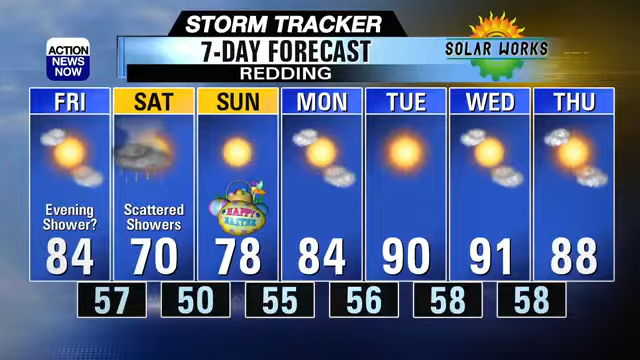 STORM TRACKER
ACTION
NEWS
NOW
7-DAY FORECAST
REDDING
SOLAR WORKS
FRI
SAT
SUN
MON
TUE
WED
THU
Evening
Shower?
Scattered
Showers
HAPPY
EASTER
84
70
78
84
90
91
88
57
50
55
56
58
58